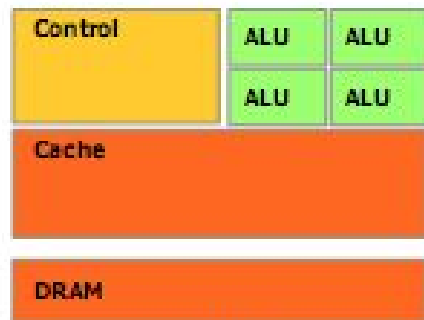 Control
ALU ALU
ALU ALU
Cache
DRAM